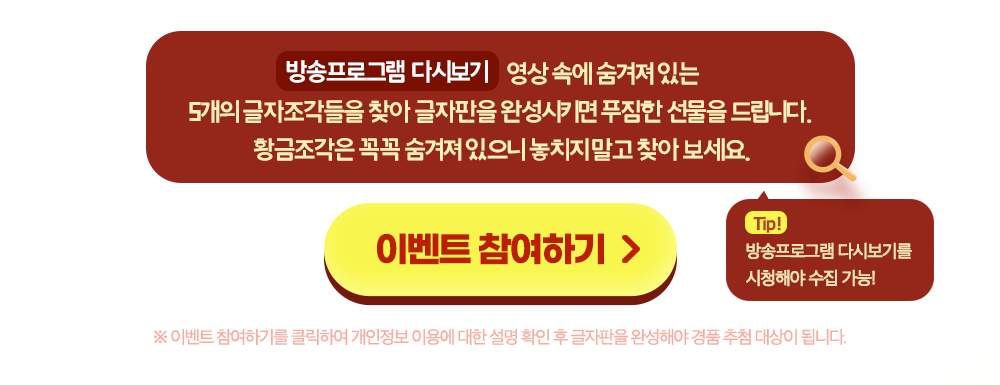 방송프로그램 다시보기 영상 속에 숨겨져 있는
5개의 글자조각들을 찾아 글자판을 완성시키면 푸짐한 선물을 드립니다.
황금조각은 꼭꼭 숨겨져 있으니 놓치지 말고 찾아 보세요.
이벤트 참여하기 >
Tip!
방송프로그램 다시보기를
시청해야 수집 가능!
※ 이벤트 참여하기를 클릭하여 개인정보 이용에 대한 설명 확인 후 글자판을 완성해야 경품 추첨 대상이 됩니다.